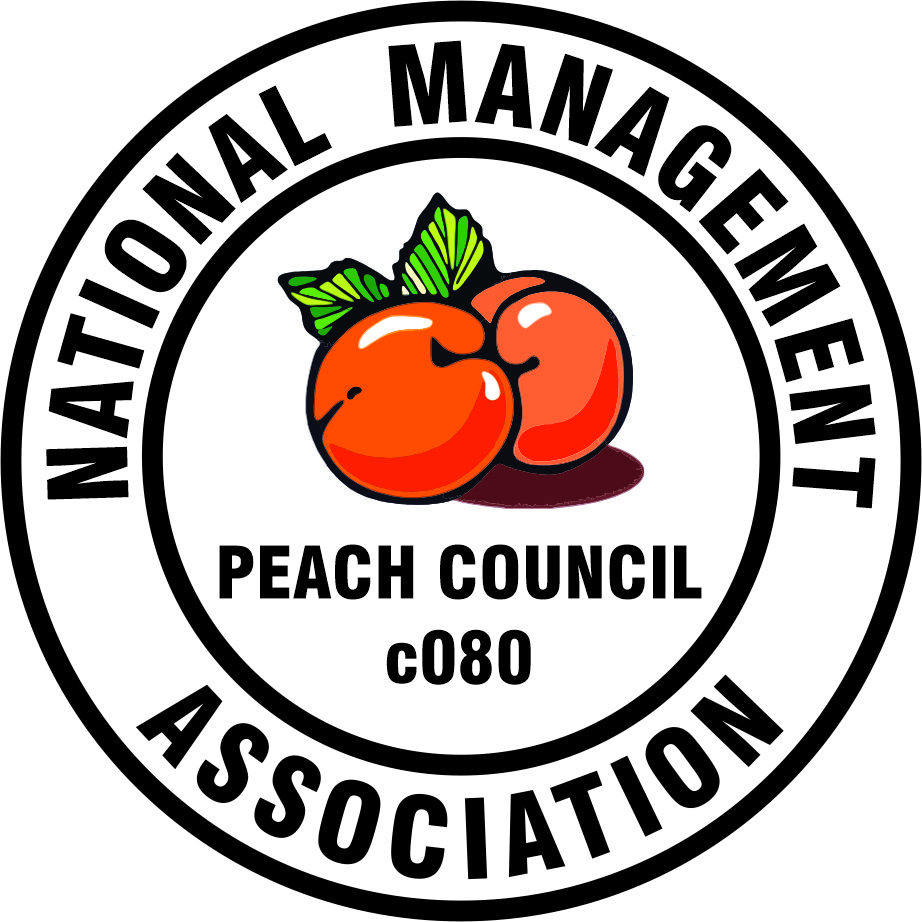 NATIONAL MANAGEMENT
PEACH COUNCIL
c080
ASSOCIATION